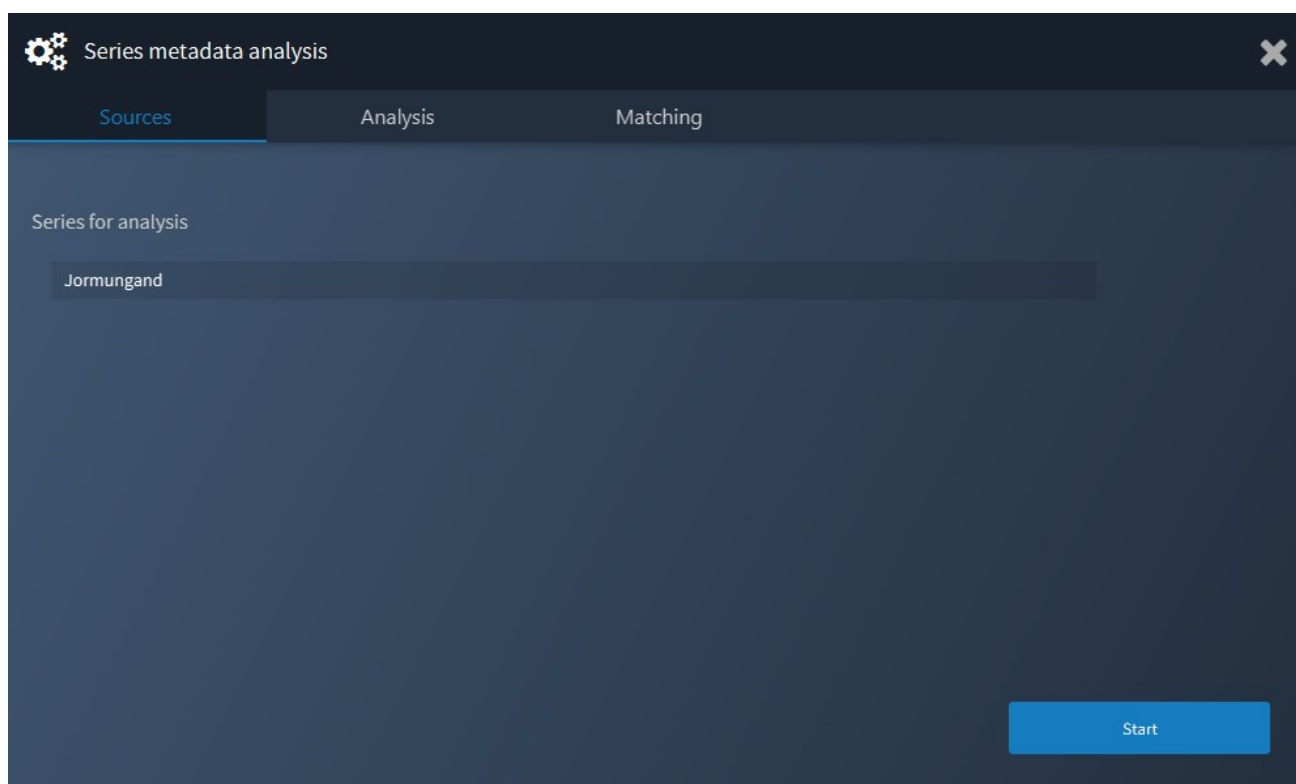 Series metadata analysis
Sources Analysis Matching
Series for analysis
Jormungand
Start